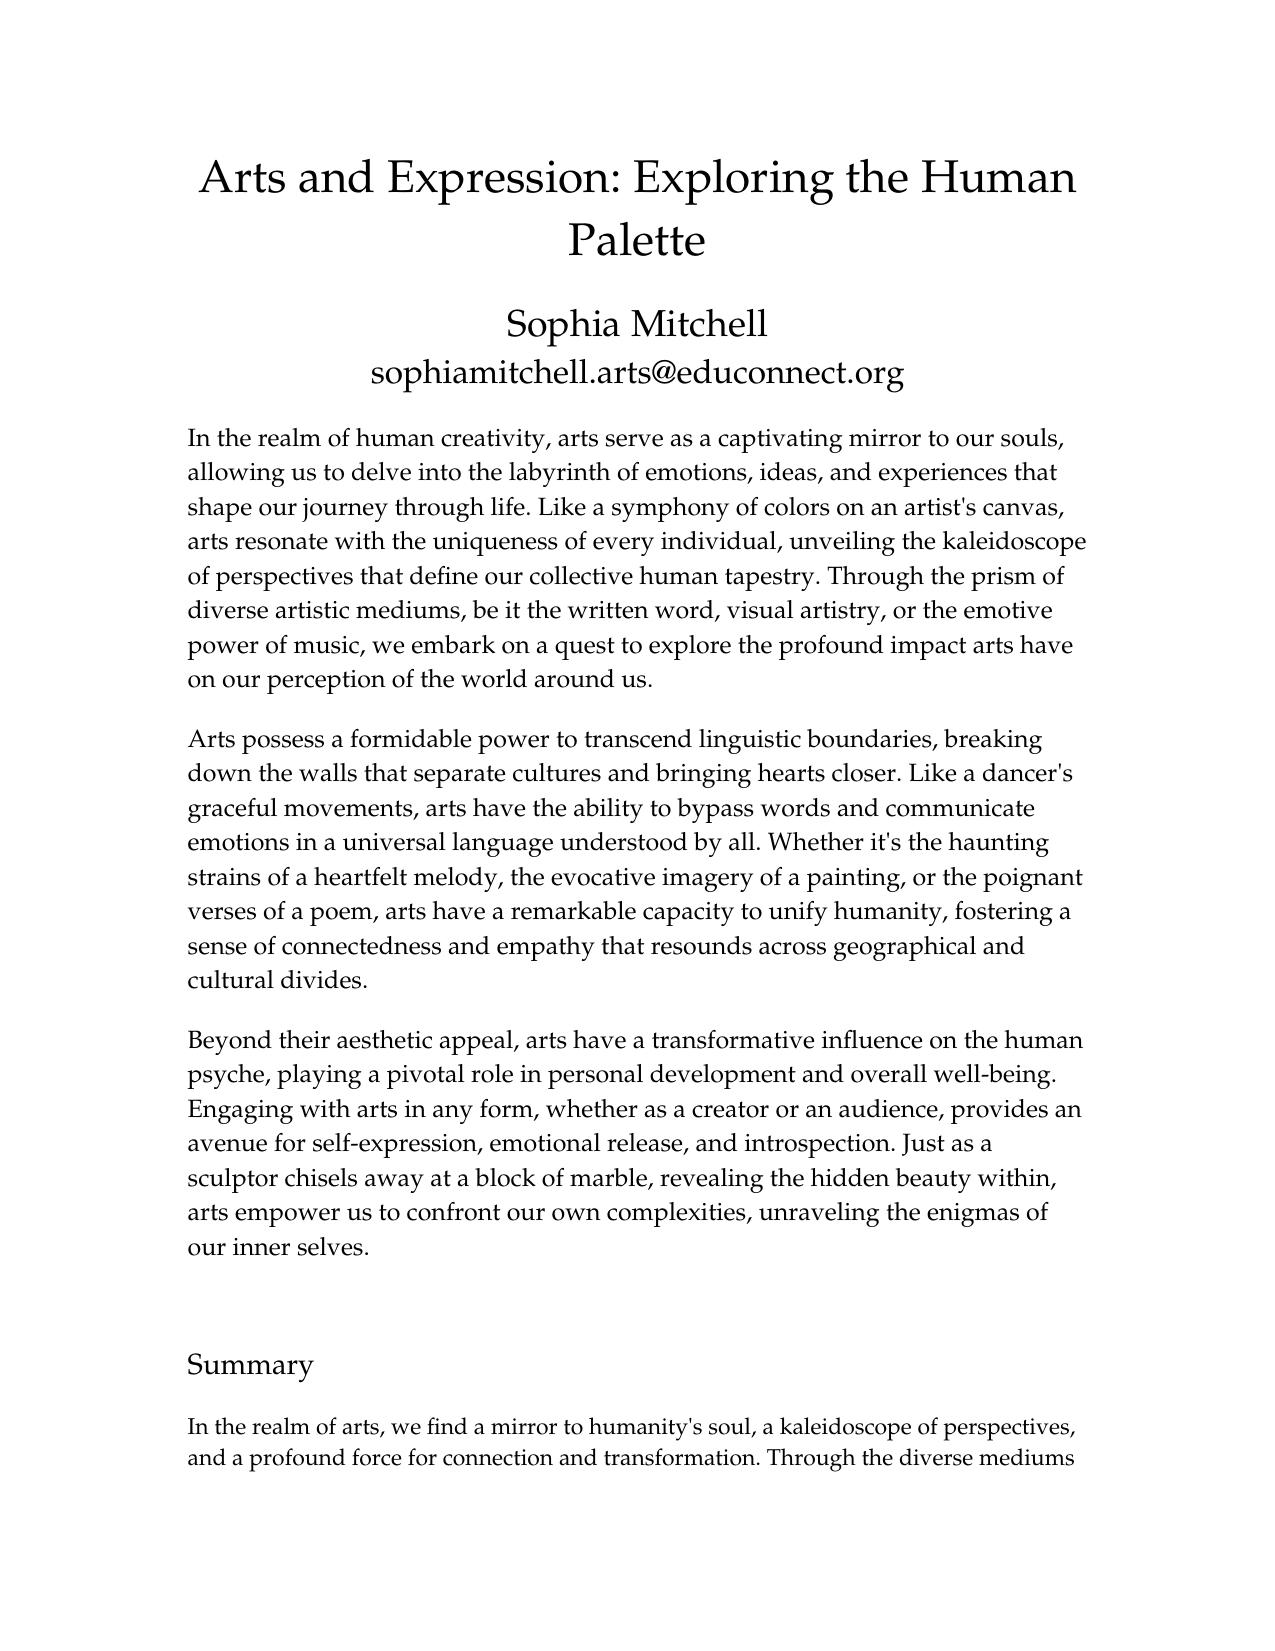 Arts and Expression: Exploring the Human
Palette
Sophia Mitchell
sophiamitchell.arts@educonnect.org
In the realm of human creativity, arts serve as a captivating mirror to our souls,
allowing us to delve into the labyrinth of emotions, ideas, and experiences that
shape our journey through life. Like a symphony of colors on an artist's canvas,
arts resonate with the uniqueness of every individual, unveiling the kaleidoscope
of perspectives that define our collective human tapestry. Through the prism of
diverse artistic mediums, be it the written word, visual artistry, or the emotive
power of music, we embark on a quest to explore the profound impact arts have
on our perception of the world around us.
Arts possess a formidable power to transcend linguistic boundaries, breaking
down the walls that separate cultures and bringing hearts closer. Like a dancer's
graceful movements, arts have the ability to bypass words and communicate
emotions in a universal language understood by all. Whether it's the haunting
strains of a heartfelt melody, the evocative imagery of a painting, or the poignant
verses of a poem, arts have a remarkable capacity to unify humanity, fostering a
sense of connectedness and empathy that resounds across geographical and
cultural divides.
Beyond their aesthetic appeal, arts have a transformative influence on the human
psyche, playing a pivotal role in personal development and overall well-being.
Engaging with arts in any form, whether as a creator or an audience, provides an
avenue for self-expression, emotional release, and introspection. Just as a
sculptor chisels away at a block of marble, revealing the hidden beauty within,
arts empower us to confront our own complexities, unraveling the enigmas of
our inner selves.
Summary
In the realm of arts, we find a mirror to humanity's soul, a kaleidoscope of perspectives,
and a profound force for connection and transformation. Through the diverse mediums